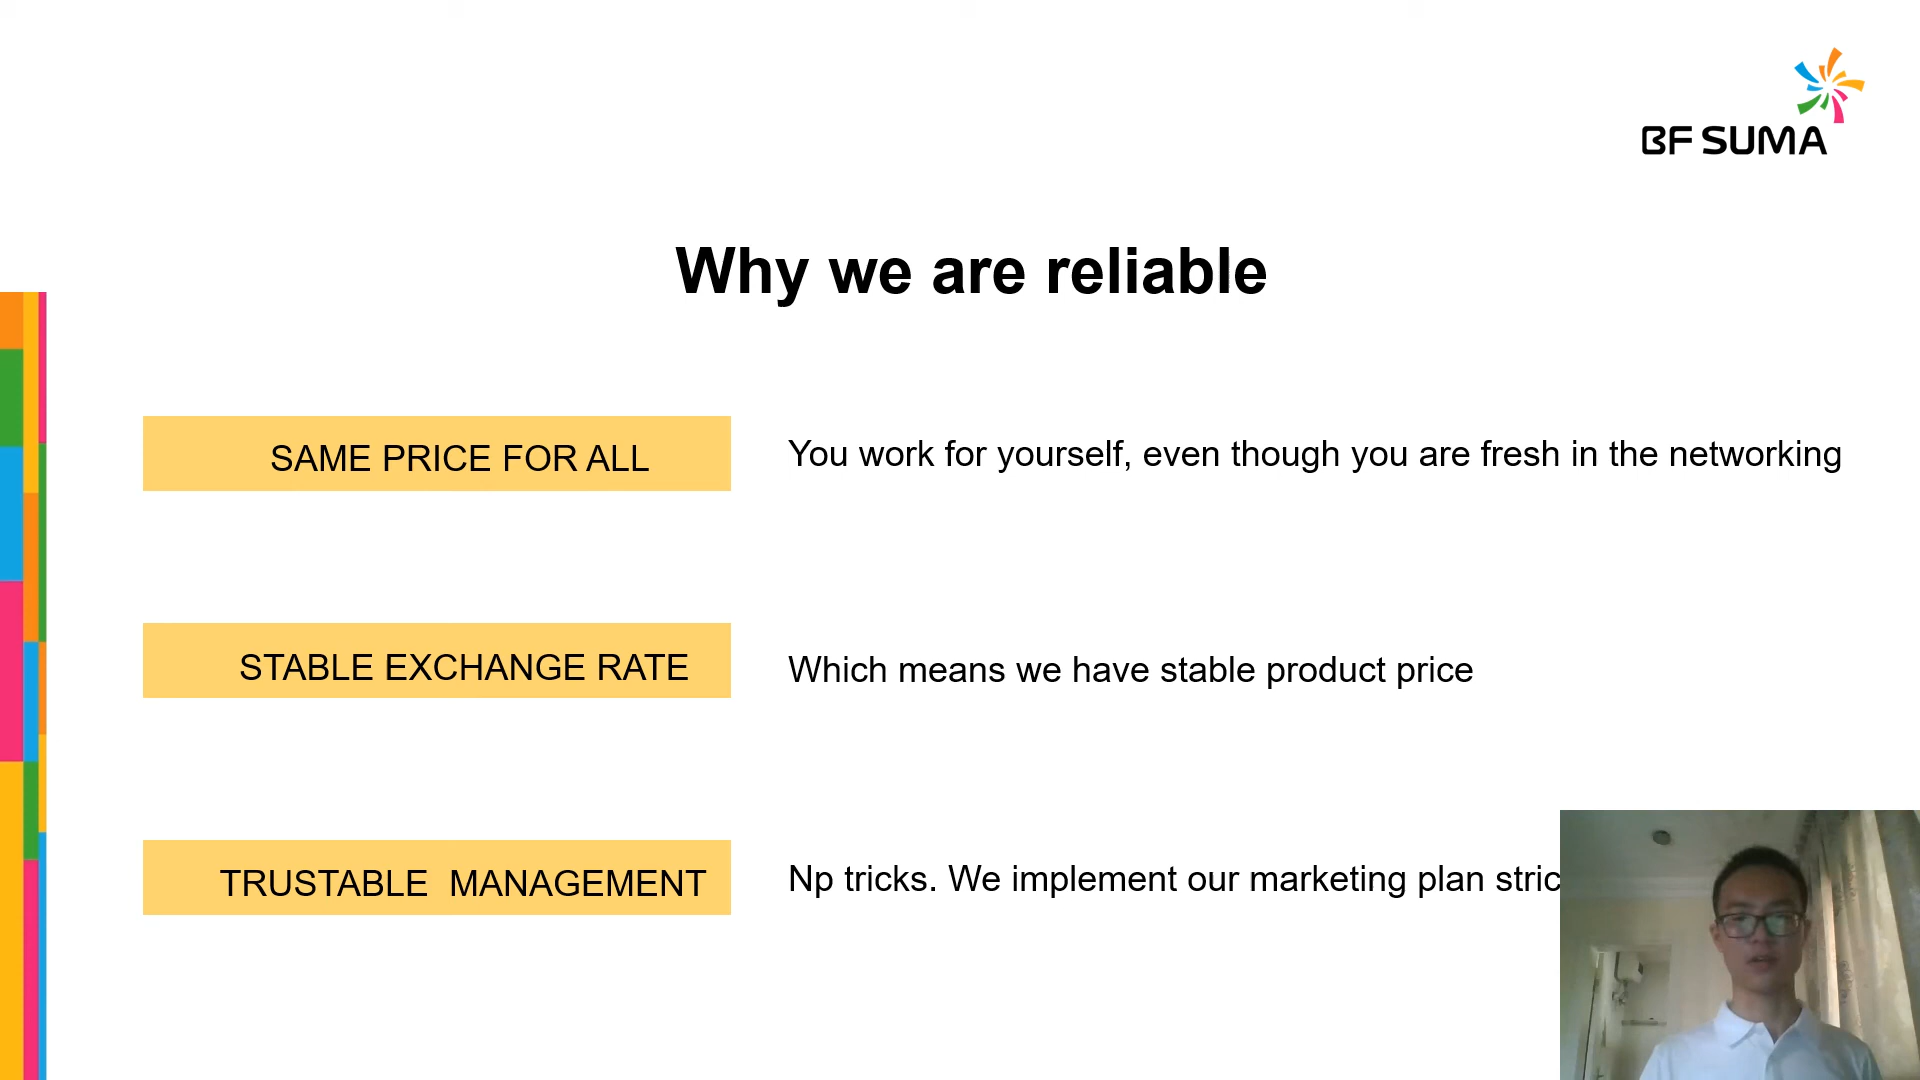 BF SUMA
Why we are reliable
SAME PRICE FOR ALL
You work for yourself, even though you are fresh in the networking
STABLE EXCHANGE RATE
Which means we have stable product price
TRUSTABLE MANAGEMENT
Np tricks. We implement our marketing plan